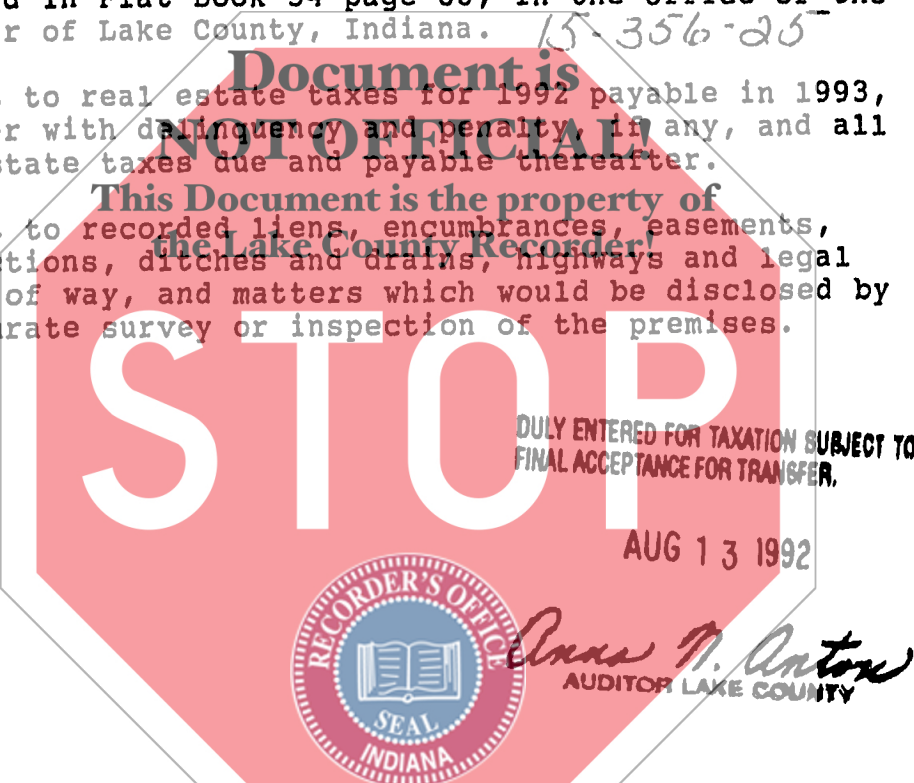 r of Lake County, Indiana. 15-356-25
Document is
to real estate taxes for 1992 payable in 1993,
r with delinquency and penalty, if any, and all
NOT OFFICIAL!
state taxes due and payable thereafter.
This Document is the property of
to recorded liens, encumbrances, easements,
the Lake County Recorder!
tions, ditches and drains, highways and legal
of way, and matters which would be disclosed by
urate survey or inspection of the premises.
STOP
DULY ENTERED FOR TAXATION SUBJECT TO
FINAL ACCEPTANCE FOR TRANSFER.
AUG 13 1992
Anna N. Anton
AUDITOR LAKE COUNTY
RECORDER'S OFFICE
SEAL
INDIANA